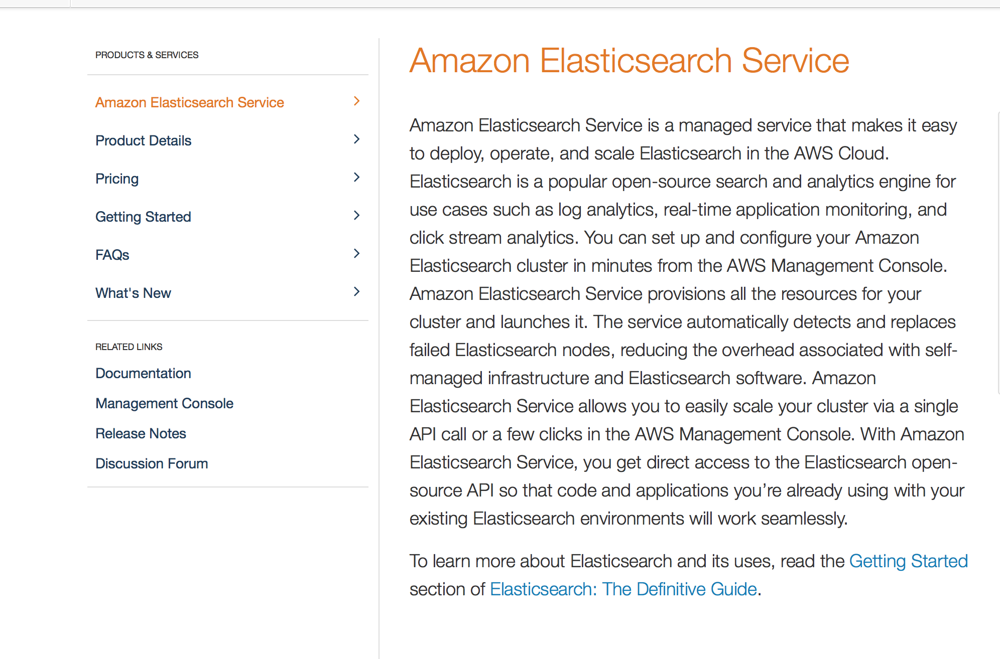 PRODUCTS & SERVICES
Amazon Elasticsearch Service
Product Details
Pricing
Getting Started
FAQs
What's New
RELATED LINKS
Documentation
Management Console
Release Notes
Discussion Forum
Amazon Elasticsearch Service
Amazon Elasticsearch Service is a managed service that makes it easy
to deploy, operate, and scale Elasticsearch in the AWS Cloud.
Elasticsearch is a popular open-source search and analytics engine for
use cases such as log analytics, real-time application monitoring, and
click stream analytics. You can set up and configure your Amazon
Elasticsearch cluster in minutes from the AWS Management Console.
Amazon Elasticsearch Service provisions all the resources for your
cluster and launches it. The service automatically detects and replaces
failed Elasticsearch nodes, reducing the overhead associated with self-
managed infrastructure and Elasticsearch software. Amazon
Elasticsearch Service allows you to easily scale your cluster via a single
API call or a few clicks in the AWS Management Console. With Amazon
Elasticsearch Service, you get direct access to the Elasticsearch open-
source API so that code and applications you’re already using with your
existing Elasticsearch environments will work seamlessly.
To learn more about Elasticsearch and its uses, read the Getting Started
section of Elasticsearch: The Definitive Guide.